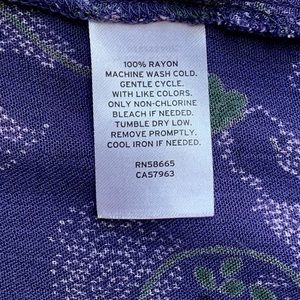 100% RAYON
MACHINE WASH COLD.
GENTLE CYCLE.
WITH LIKE COLORS.
ONLY NON-CHLORINE
BLEACH IF NEEDED.
TUMBLE DRY LOW.
REMOVE PROMPTLY.
COOL IRON IF NEEDED.
RN58665
CA57963